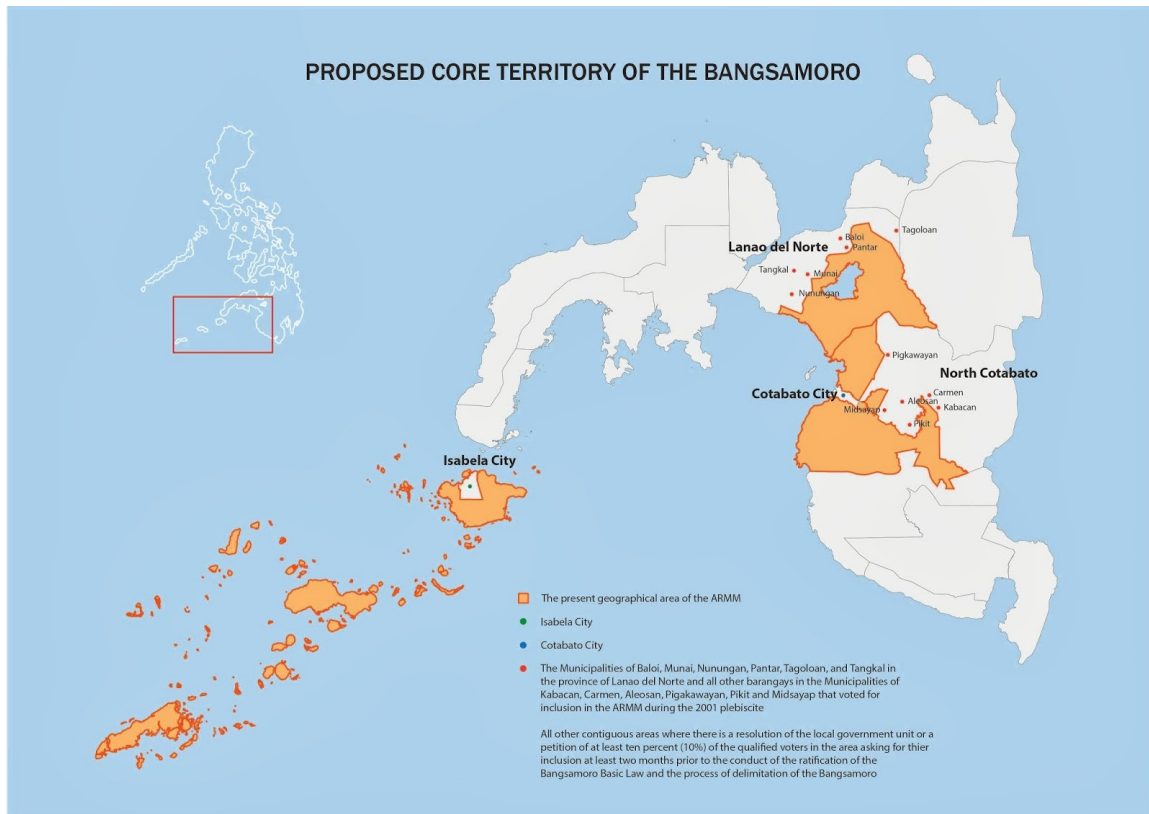 PROPOSED CORE TERRITORY OF THE BANGSAMORO
Tagoloan
Baloi
Lanao del Norte
Pantar
Tangkal
Munai
Nunungan
Pigkawayan
North Cotabato
Cotabato City
Carmen
Aleosan
Midsayap
Kabacan
Pikit
Isabela City
The present geographical area of the ARMM
Isabela City
Cotabato City
The Municipalities of Baloi, Munai, Nunungan, Pantar, Tagoloan, and Tangkal in
the province of Lanao del Norte and all other barangays in the Municipalities of
Kabacan, Carmen, Aleosan, Pigakawayan, Pikit and Midsayap that voted for
inclusion in the ARMM during the 2001 plebiscite
All other contiguous areas where there is a resolution of the local government unit or a
petition of at least ten percent (10%) of the qualified voters in the area asking for thier
inclusion at least two months prior to the conduct of the ratification of the
Bangsamoro Basic Law and the process of delimitation of the Bangsamoro